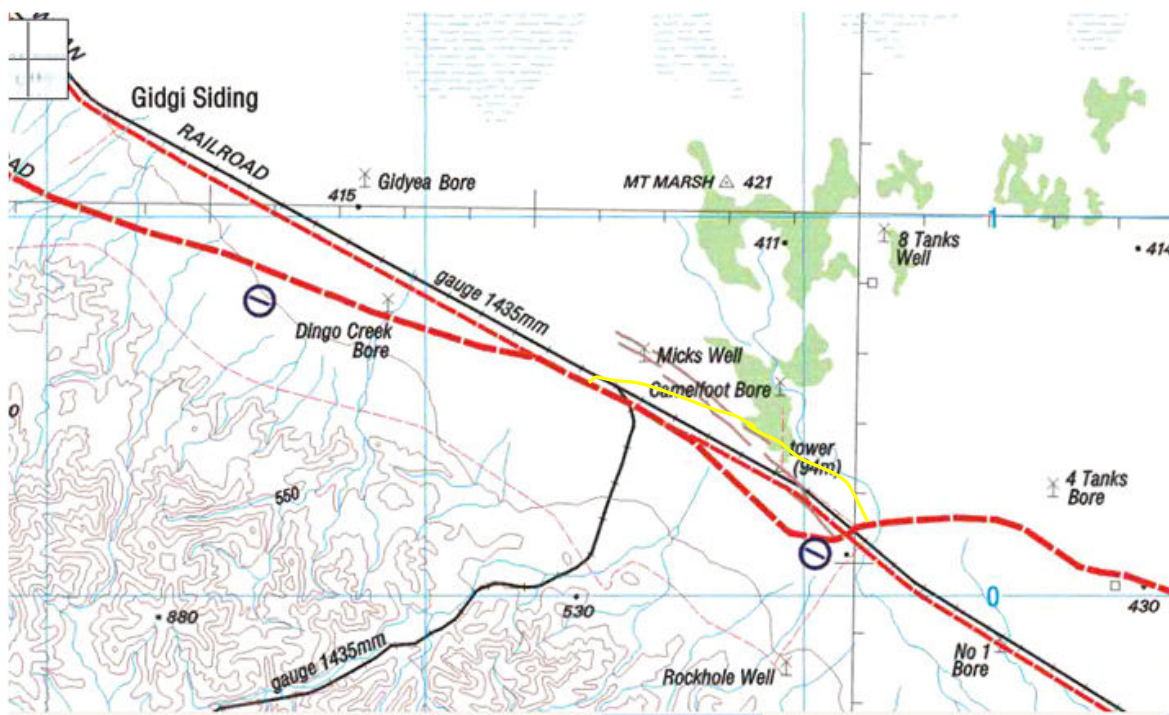 Gidgi Siding
RAILROAD
AD
Gidyea Bore
415
MT MARSH 421
1
411
8 Tanks
Well
414
gauge 1435mm
Dingo Creek
Bore
Micks Well
Camelfoot Bore
tower
(94m)
4 Tanks
Bore
550
0
880
530
430
gauge 1435mm
Rockhole Well
No 1
Bore